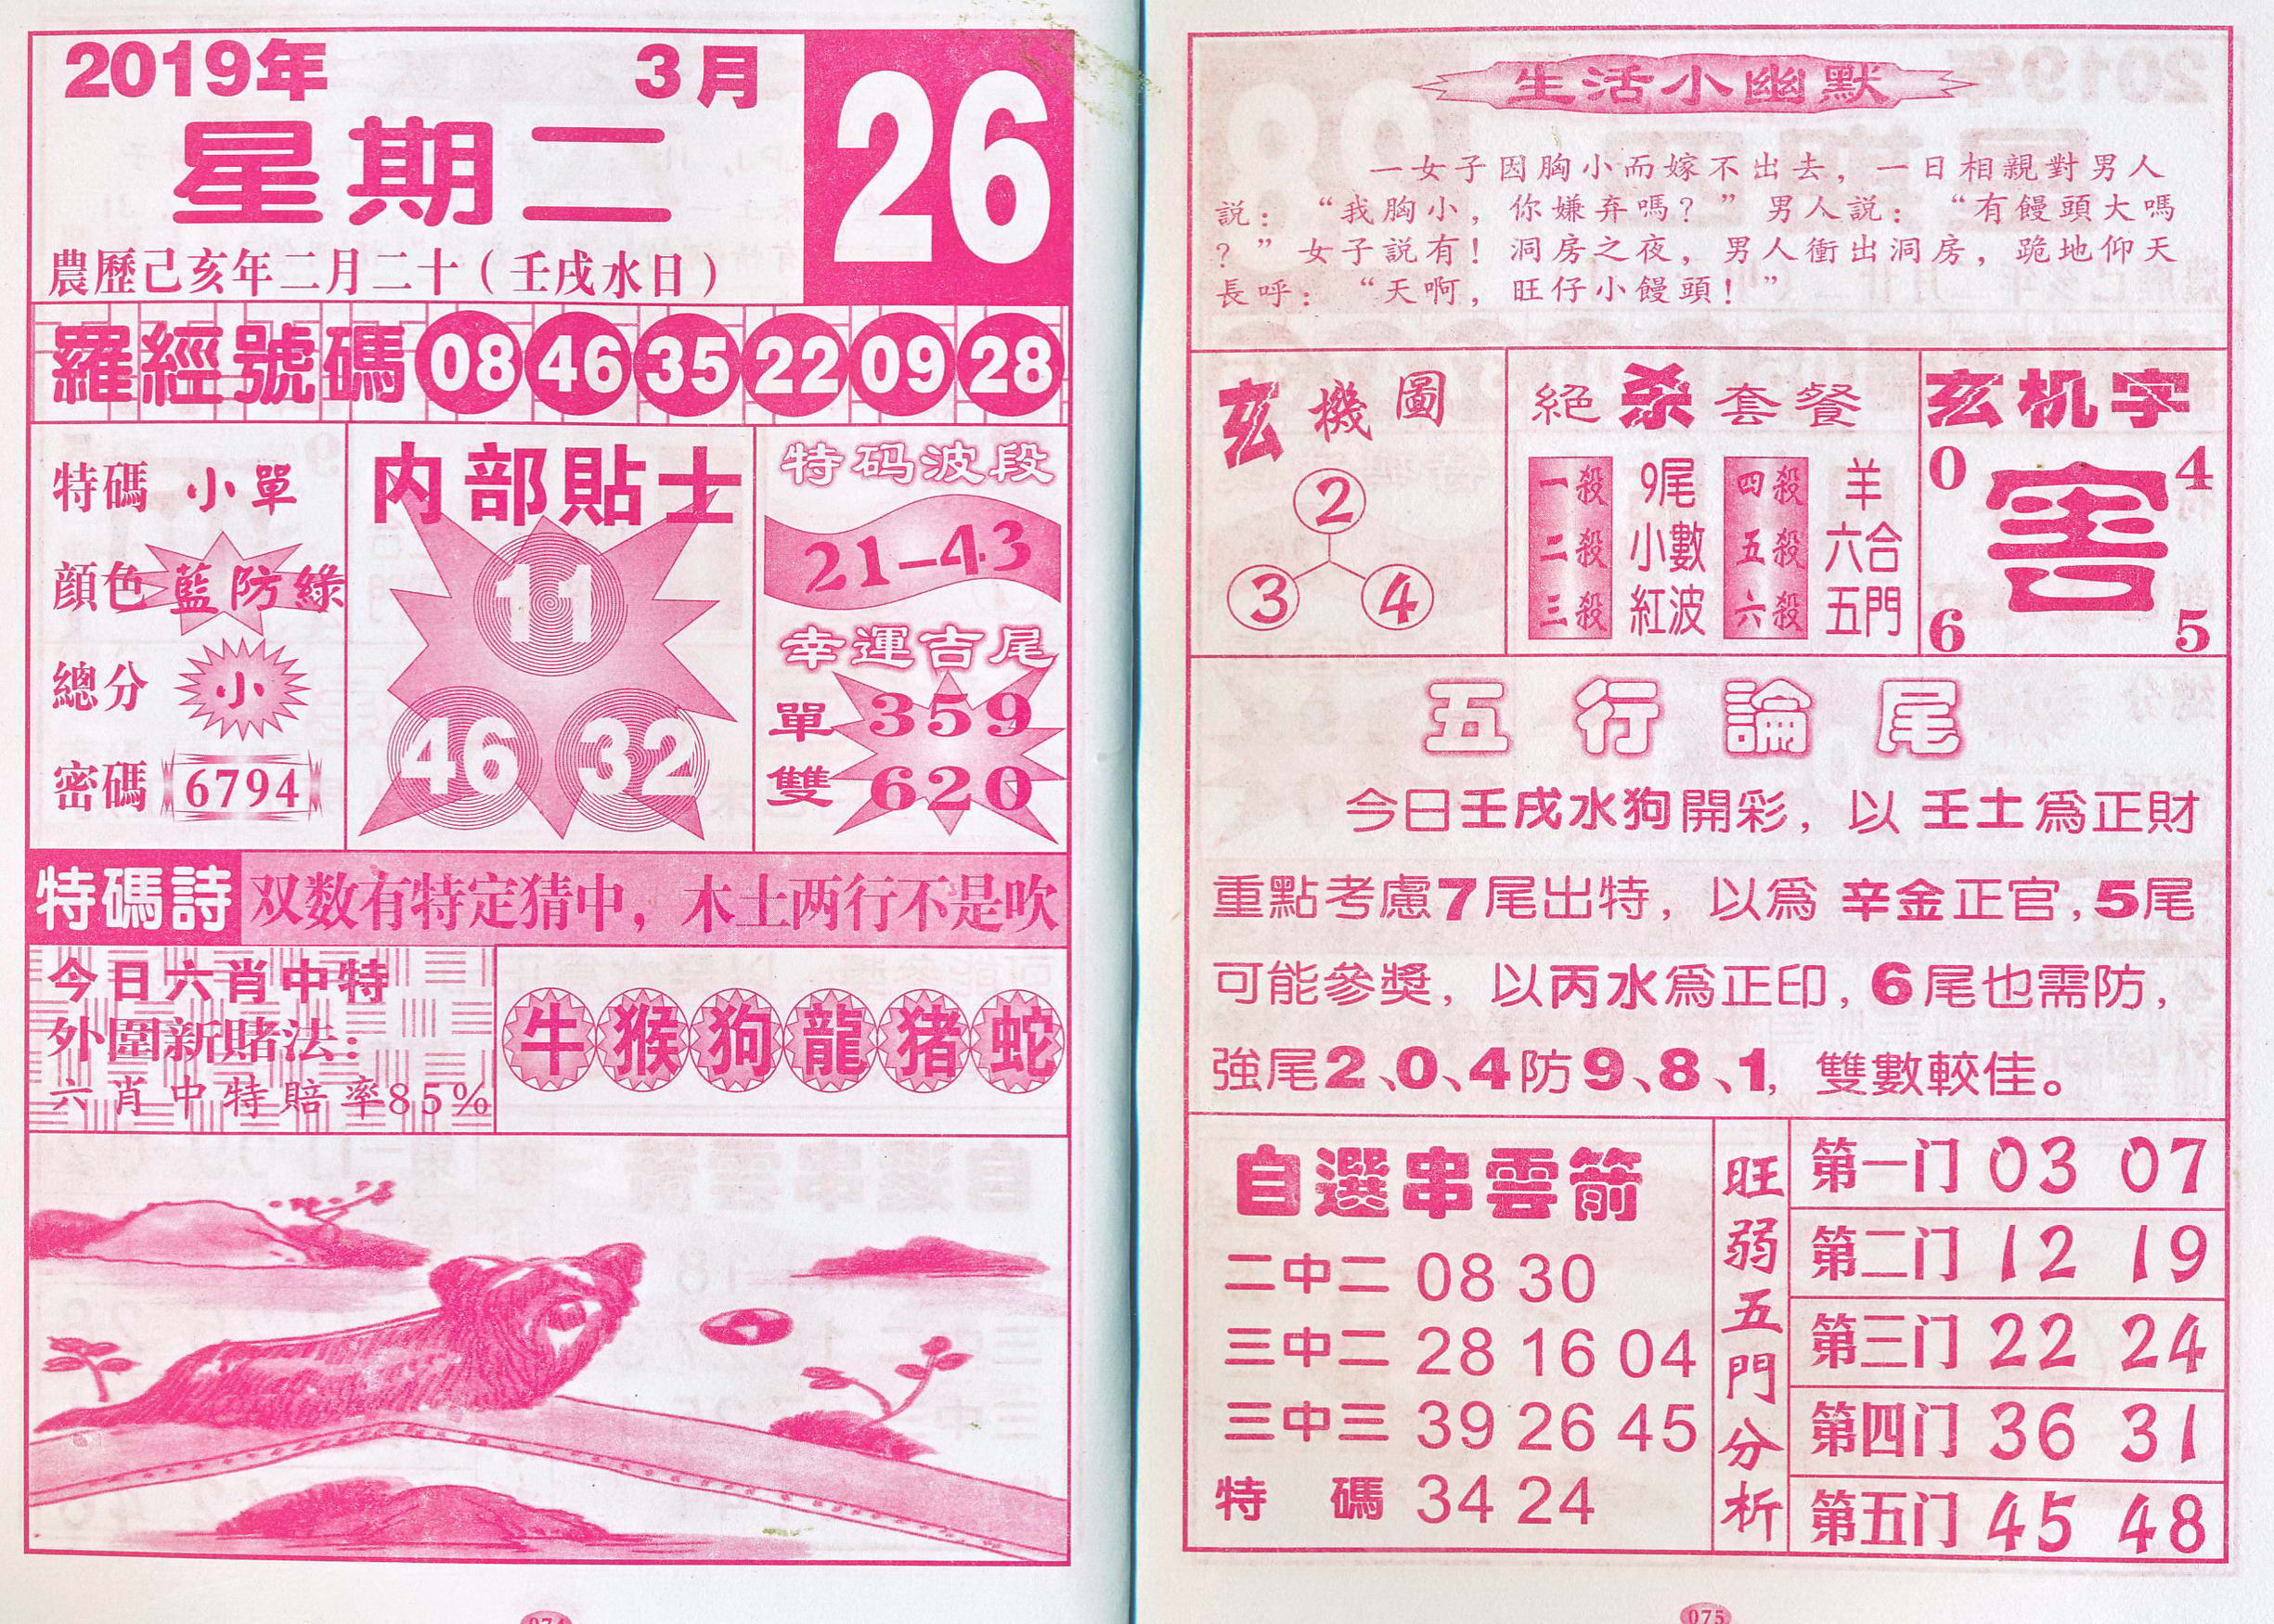 2019年 3月 26
星期二
農歷己亥年二月二十(壬戌水日)
羅經號碼 08 46 35 22 09 28
特碼 小單
顔色 藍防綠
總分 小
密碼 6794
内部貼士
11
46 32
特码波段
21-43
幸運吉尾
單 359
雙 620
特碼詩 双数有特定猜中，木土两行不是吹
今日六肖中特
外圍新賭法：
六肖中特賠率85%
牛 猴 狗 龍 猪 蛇
074
生活小幽默
一女子因胸小而嫁不出去，一日相親對男人
説：“我胸小，你嫌弃嗎？”男人説：“有饅頭大嗎
？”女子説有！洞房之夜，男人衝出洞房，跪地仰天
長呼：“天啊，旺仔小饅頭！”
玄機圖
2
3 4
絕杀套餐
一殺 9尾 四殺 羊
二殺 小數 五殺 六合
三殺 紅波 六殺 五門
玄机字
0 4
害
6 5
五行論尾
今日壬戌水狗開彩，以 壬土爲正財
重點考慮7尾出特，以爲 辛金正官，5尾
可能參獎，以丙水爲正印，6尾也需防，
強尾2、0、4防9、8、1，雙數較佳。
自選串雲箭
二中二 08 30
三中二 28 16 04
三中三 39 26 45
特碼 34 24
旺弱五門分析
第一门 03 07
第二门 12 19
第三门 22 24
第四门 36 31
第五门 45 48
075